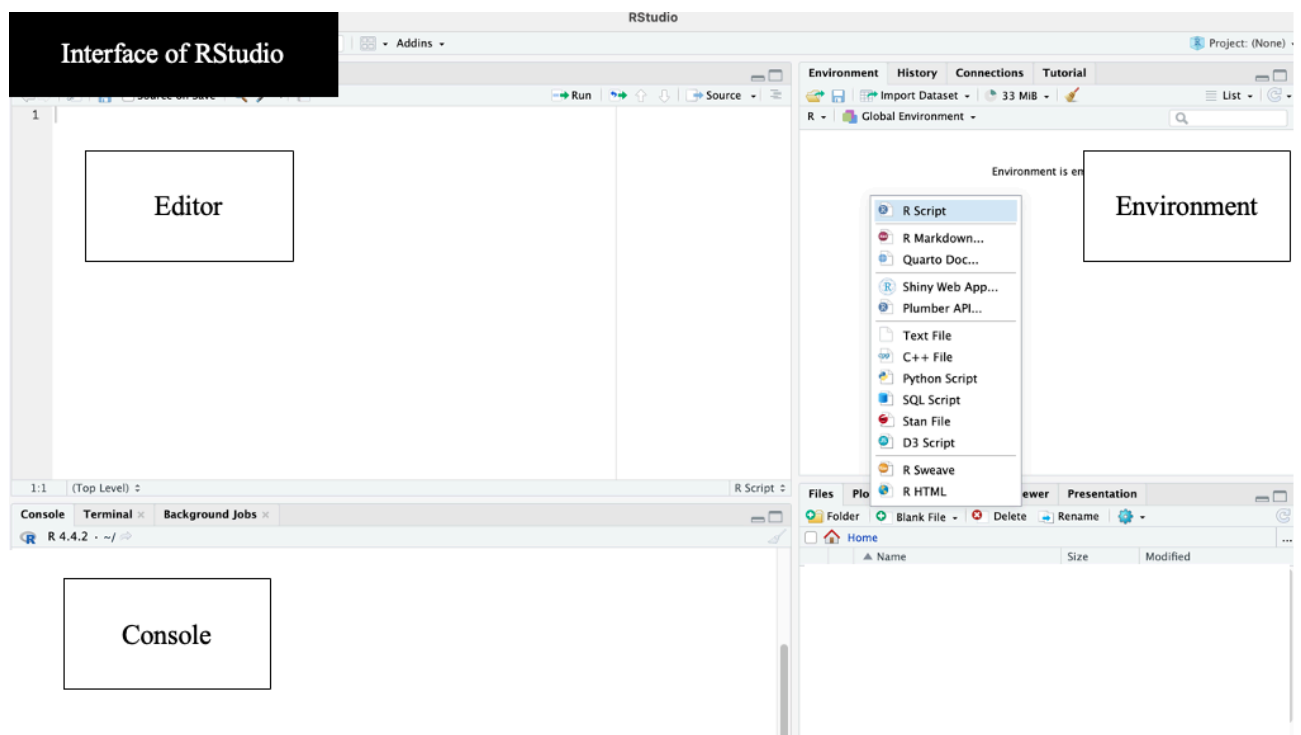 RStudio
Interface of RStudio
Addins
Project: (None)
Run
Source
1
Editor
1:1 (Top Level)
R Script
Console Terminal Background Jobs
R 4.4.2 · ~/
Console
Environment History Connections Tutorial
Import Dataset 33 MiB List
R Global Environment
Environment is
Environment
R Script
R Markdown...
Quarto Doc...
Shiny Web App...
Plumber API...
Text File
C++ File
Python Script
SQL Script
Stan File
D3 Script
R Sweave
R HTML
Files Presentation
Folder Blank File Delete Rename
Home
Name Size Modified